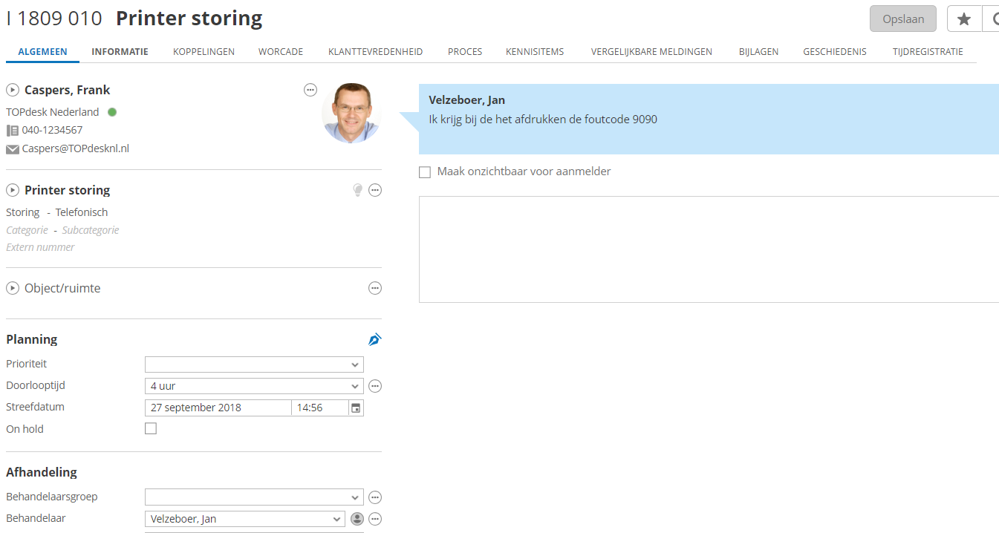 I 1809 010 Printer storing
Opslaan
ALGEMEEN INFORMATIE KOPPELINGEN WORCADE KLANTTEVREDENHEID PROCES KENNISITEMS VERGELIJKBARE MELDINGEN BIJLAGEN GESCHIEDENIS TIJDREGISTRATIE
Caspers, Frank
TOPdesk Nederland
040-1234567
Caspers@TOPdesknl.nl
Velzeboer, Jan
Ik krijg bij de het afdrukken de foutcode 9090
Maak onzichtbaar voor aanmelder
Printer storing
Storing - Telefonisch
Categorie - Subcategorie
Extern nummer
Object/ruimte
Planning
Prioriteit
Doorlooptijd 4 uur
Streefdatum 27 september 2018 14:56
On hold
Afhandeling
Behandelaarsgroep
Behandelaar Velzeboer, Jan